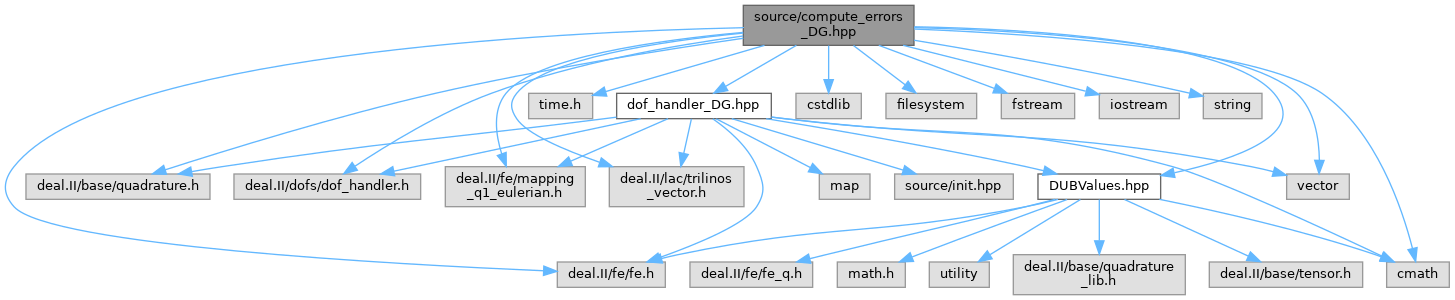 source/compute_errors
_DG.hpp
time.h
dof_handler_DG.hpp
cstdlib
filesystem
fstream
iostream
string
deal.II/base/quadrature.h
deal.II/dofs/dof_handler.h
deal.II/fe/mapping
_q1_eulerian.h
deal.II/lac/trilinos
_vector.h
map
source/init.hpp
DUBValues.hpp
vector
deal.II/fe/fe.h
deal.II/fe/fe_q.h
math.h
utility
deal.II/base/quadrature
_lib.h
deal.II/base/tensor.h
cmath